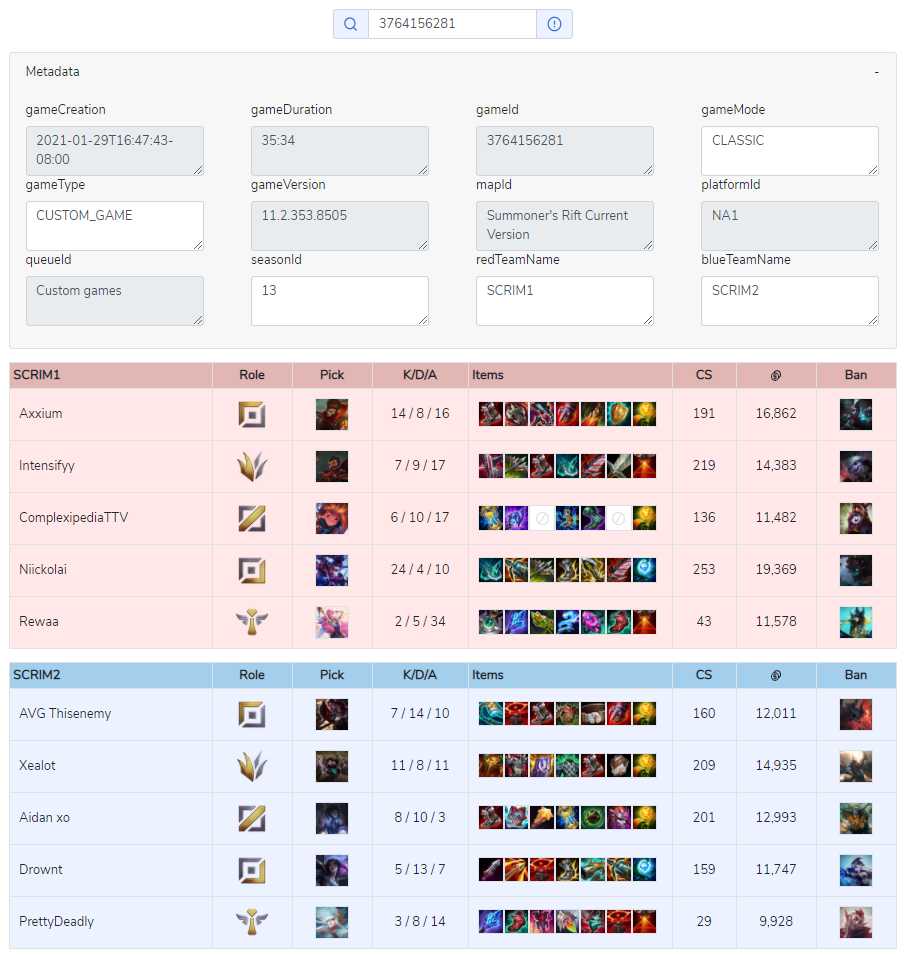 3764156281
Metadata -
gameCreation gameDuration gameId gameMode
2021-01-29T16:47:43- 35:34 3764156281 CLASSIC
08:00
gameType gameVersion mapId platformId
CUSTOM_GAME 11.2.353.8505 Summoner's Rift Current NA1
Version
queueId seasonId redTeamName blueTeamName
Custom games 13 SCRIM1 SCRIM2
SCRIM1 Role Pick K/D/A Items CS Ban
Axxium 14 / 8 / 16 191 16,862
Intensifyy 7 / 9 / 17 219 14,383
ComplexipediaTTV 6 / 10 / 17 136 11,482
Niickolai 24 / 4 / 10 253 19,369
Rewaa 2 / 5 / 34 43 11,578
SCRIM2 Role Pick K/D/A Items CS Ban
AVG Thisenemy 7 / 14 / 10 160 12,011
Xealot 11 / 8 / 11 209 14,935
Aidan xo 8 / 10 / 3 201 12,993
Drownt 5 / 13 / 7 159 11,747
PrettyDeadly 3 / 8 / 14 29 9,928